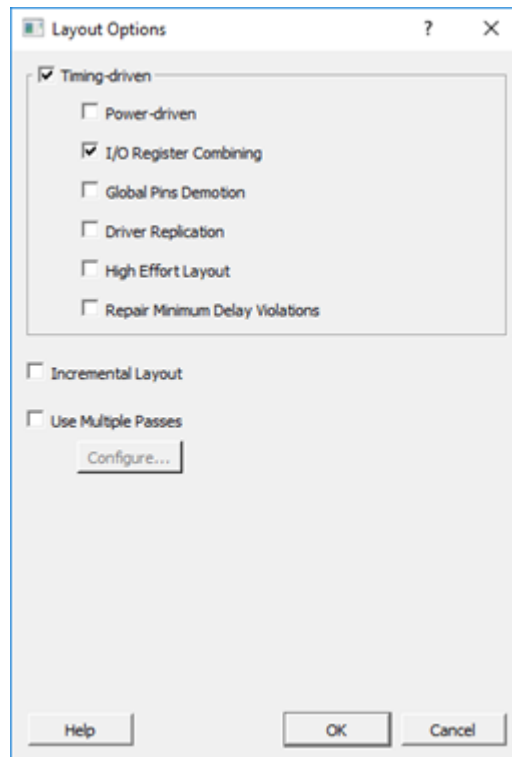 Layout Options
?
Timing-driven
Power-driven
I/O Register Combining
Global Pins Demotion
Driver Replication
High Effort Layout
Repair Minimum Delay Violations
Incremental Layout
Use Multiple Passes
Configure...
Help OK Cancel